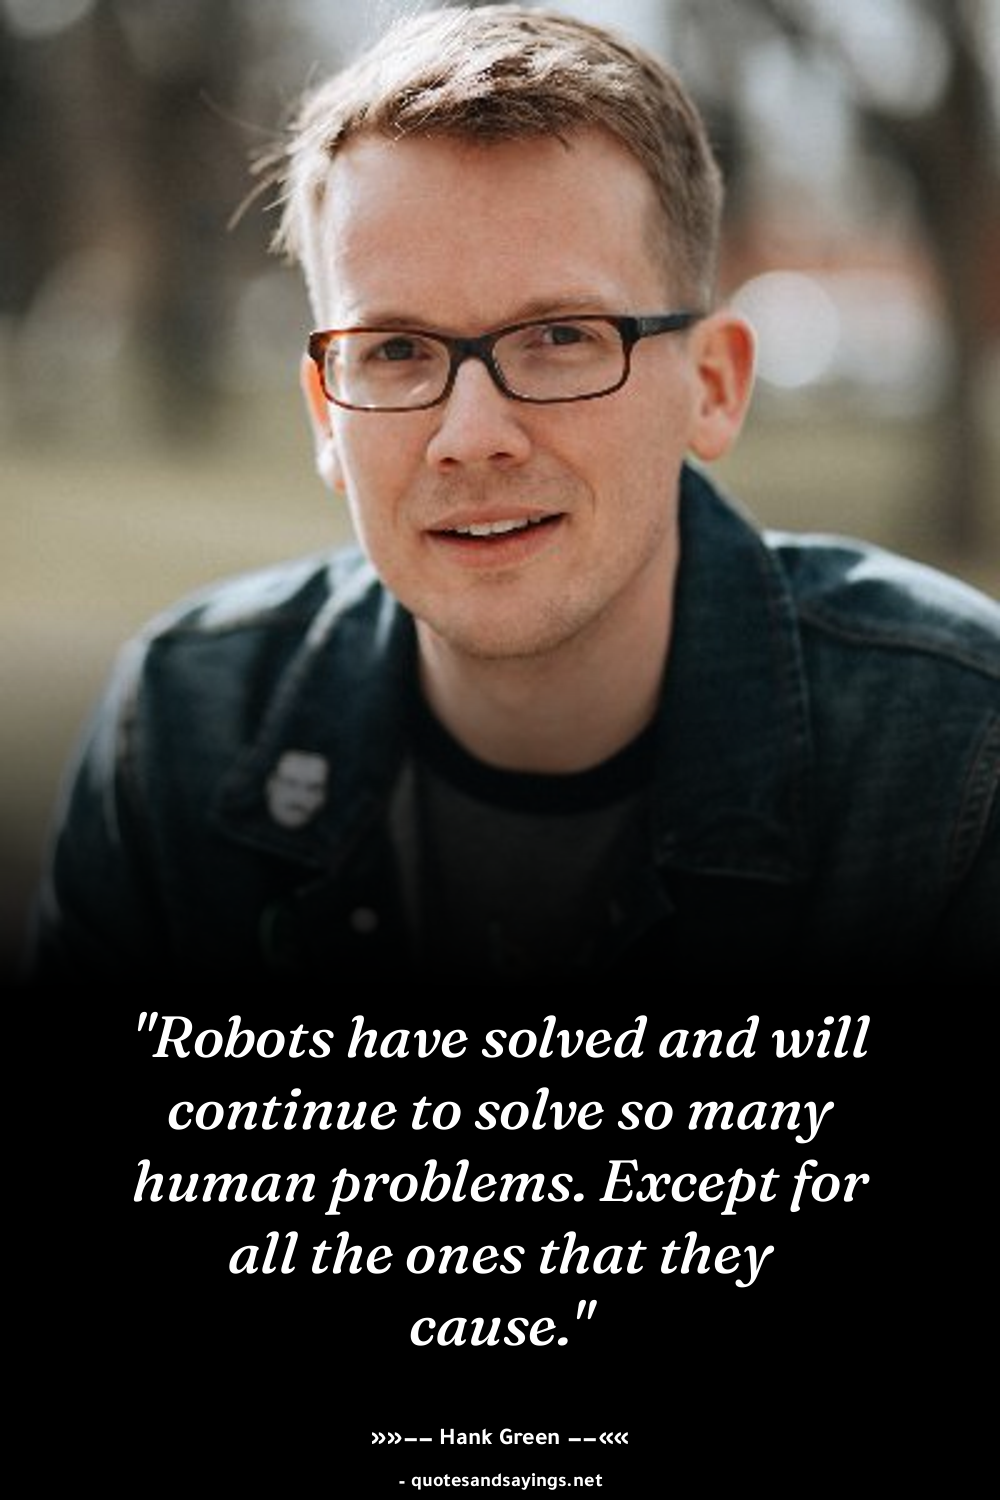 "Robots have solved and will
continue to solve so many
human problems. Except for
all the ones that they
cause."
»»−− Hank Green −−««
- quotesandsayings.net